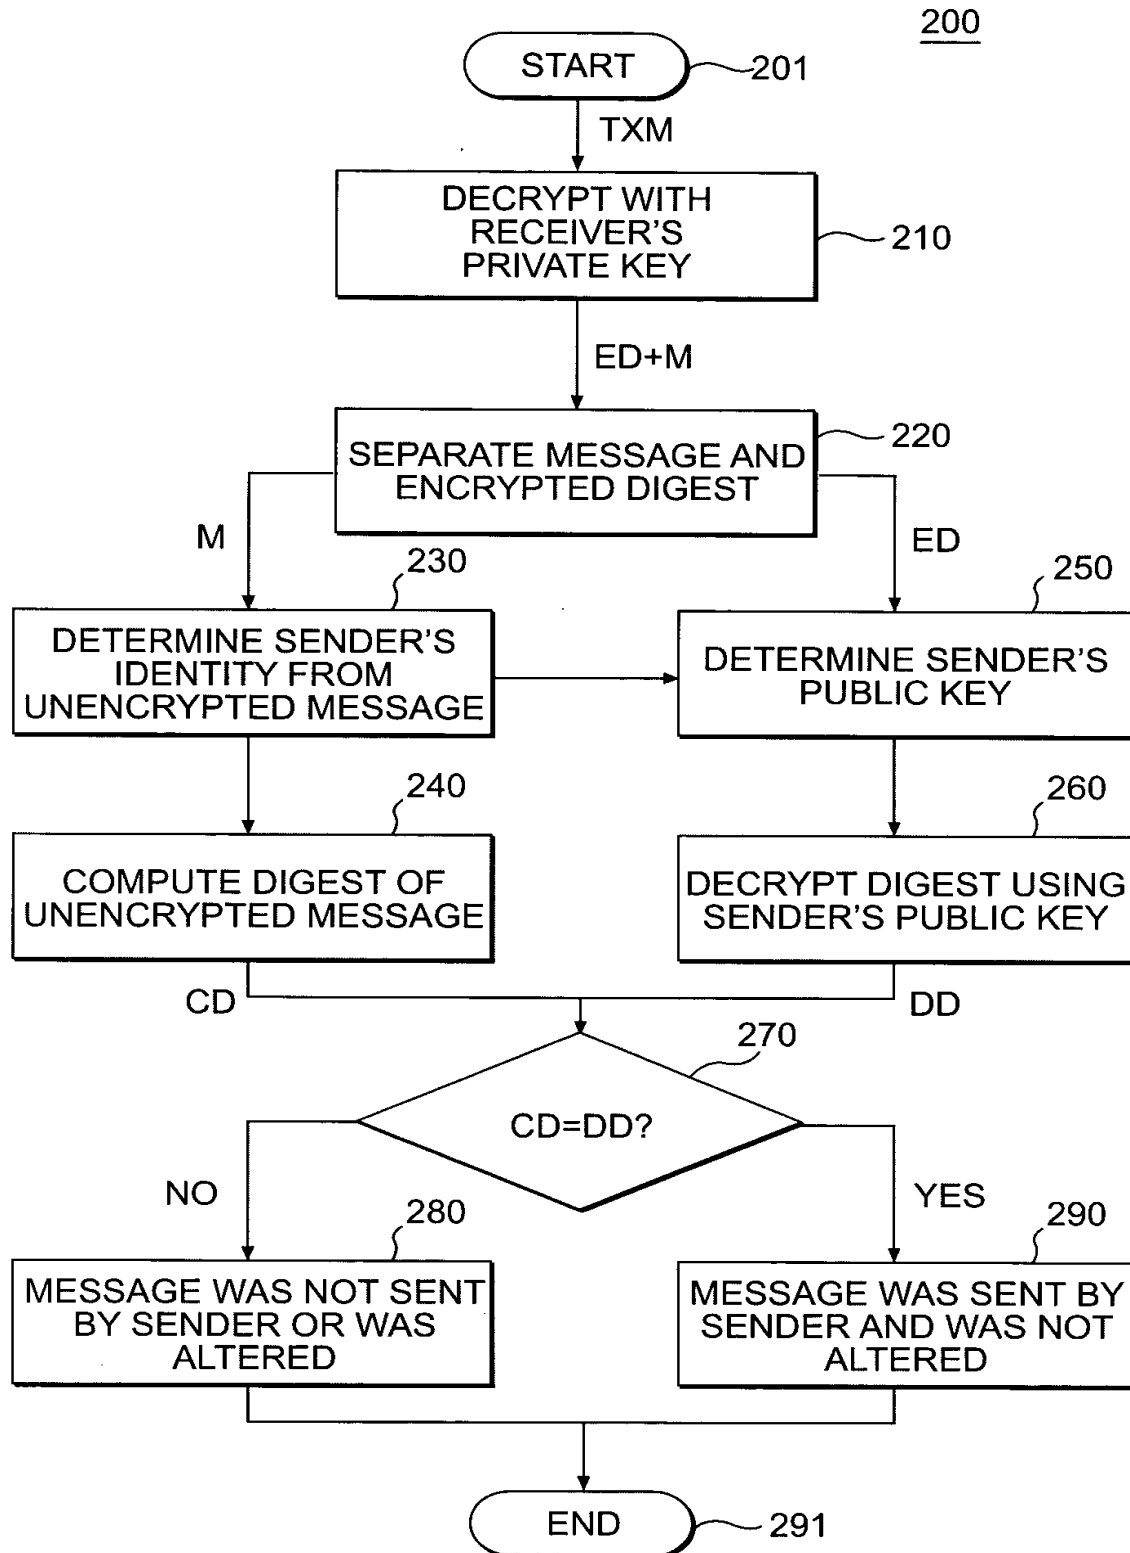 200
START
201
TXM
DECRYPT WITH
RECEIVER'S
PRIVATE KEY
210
ED+M
SEPARATE MESSAGE AND
ENCRYPTED DIGEST
220
M
ED
230
DETERMINE SENDER'S
IDENTITY FROM
UNENCRYPTED MESSAGE
250
DETERMINE SENDER'S
PUBLIC KEY
240
COMPUTE DIGEST OF
UNENCRYPTED MESSAGE
260
DECRYPT DIGEST USING
SENDER'S PUBLIC KEY
CD
DD
270
CD=DD?
NO
YES
280
MESSAGE WAS NOT SENT
BY SENDER OR WAS
ALTERED
290
MESSAGE WAS SENT BY
SENDER AND WAS NOT
ALTERED
END
291